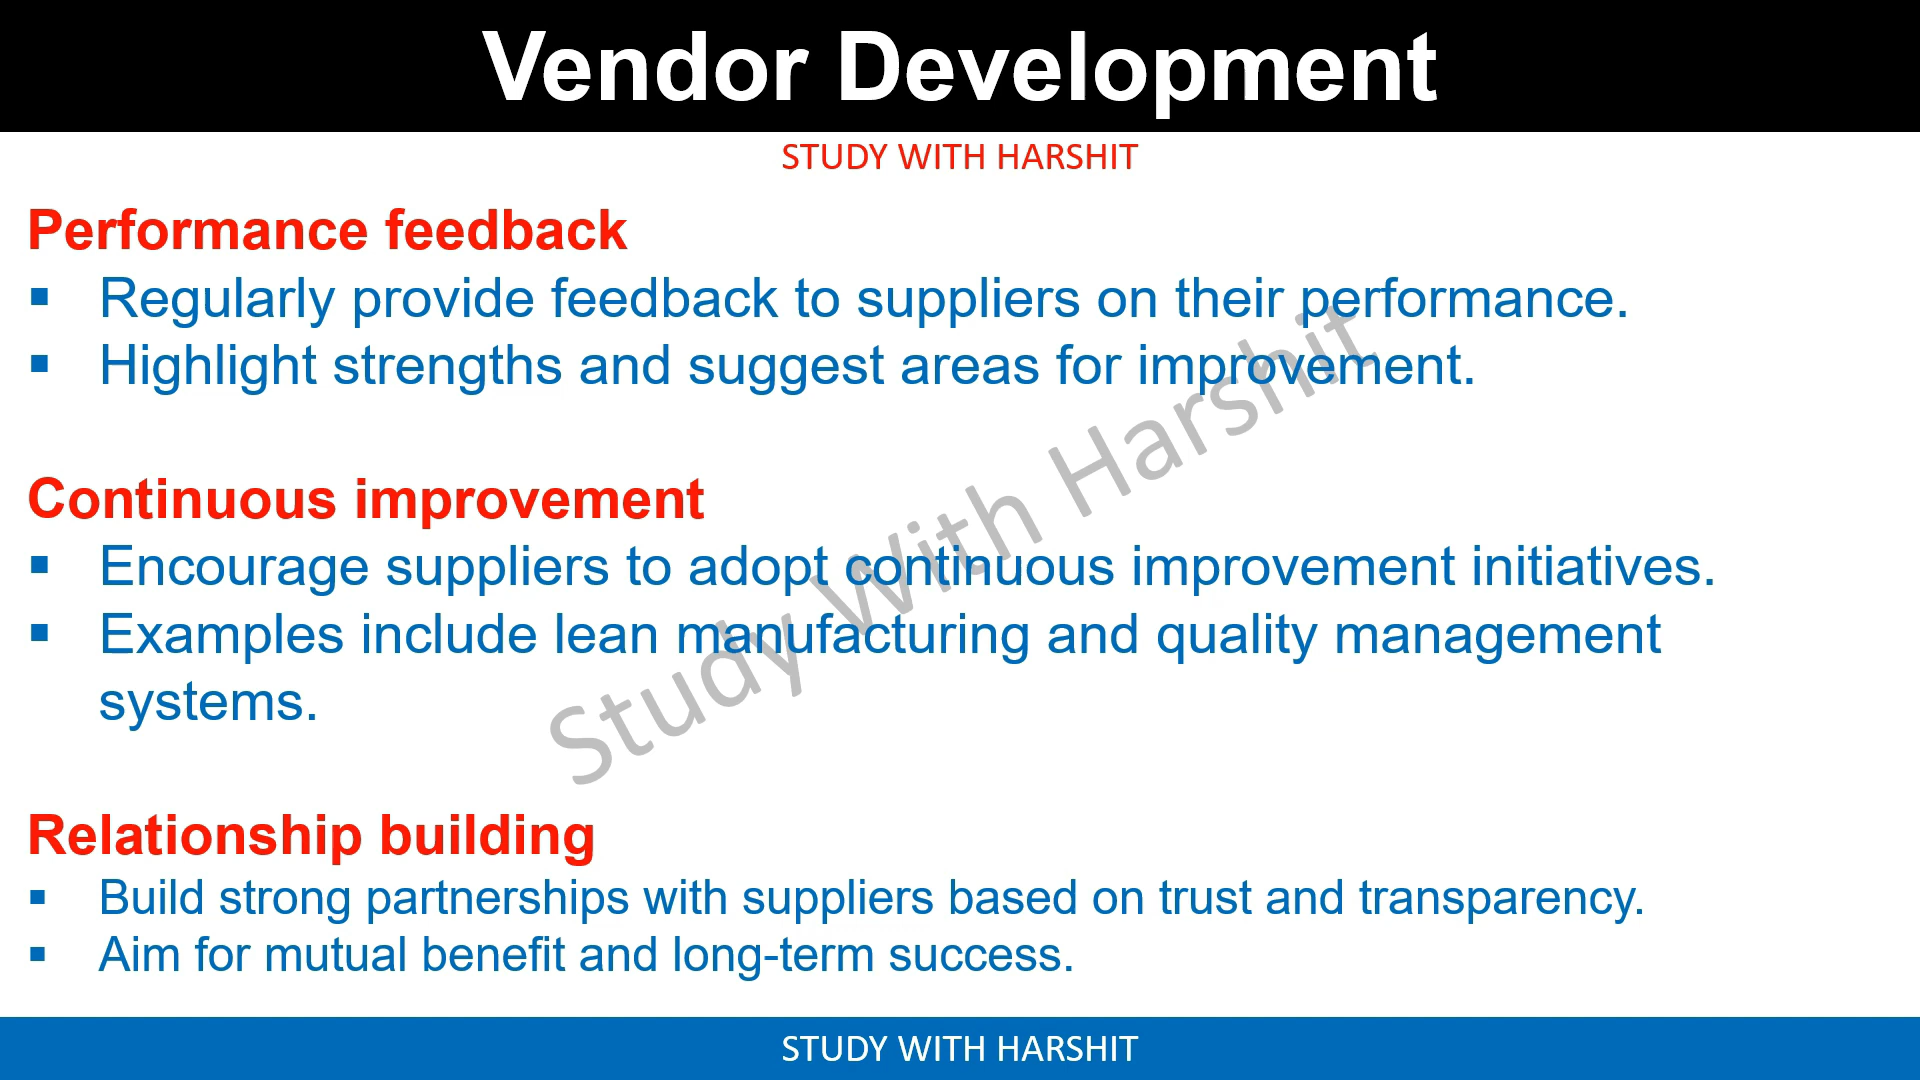 Vendor Development
STUDY WITH HARSHIT
Performance feedback
▪ Regularly provide feedback to suppliers on their performance.
▪ Highlight strengths and suggest areas for improvement.
Continuous improvement
▪ Encourage suppliers to adopt continuous improvement initiatives.
▪ Examples include lean manufacturing and quality management
systems.
Relationship building
▪ Build strong partnerships with suppliers based on trust and transparency.
▪ Aim for mutual benefit and long-term success.
Study With Harshit
STUDY WITH HARSHIT